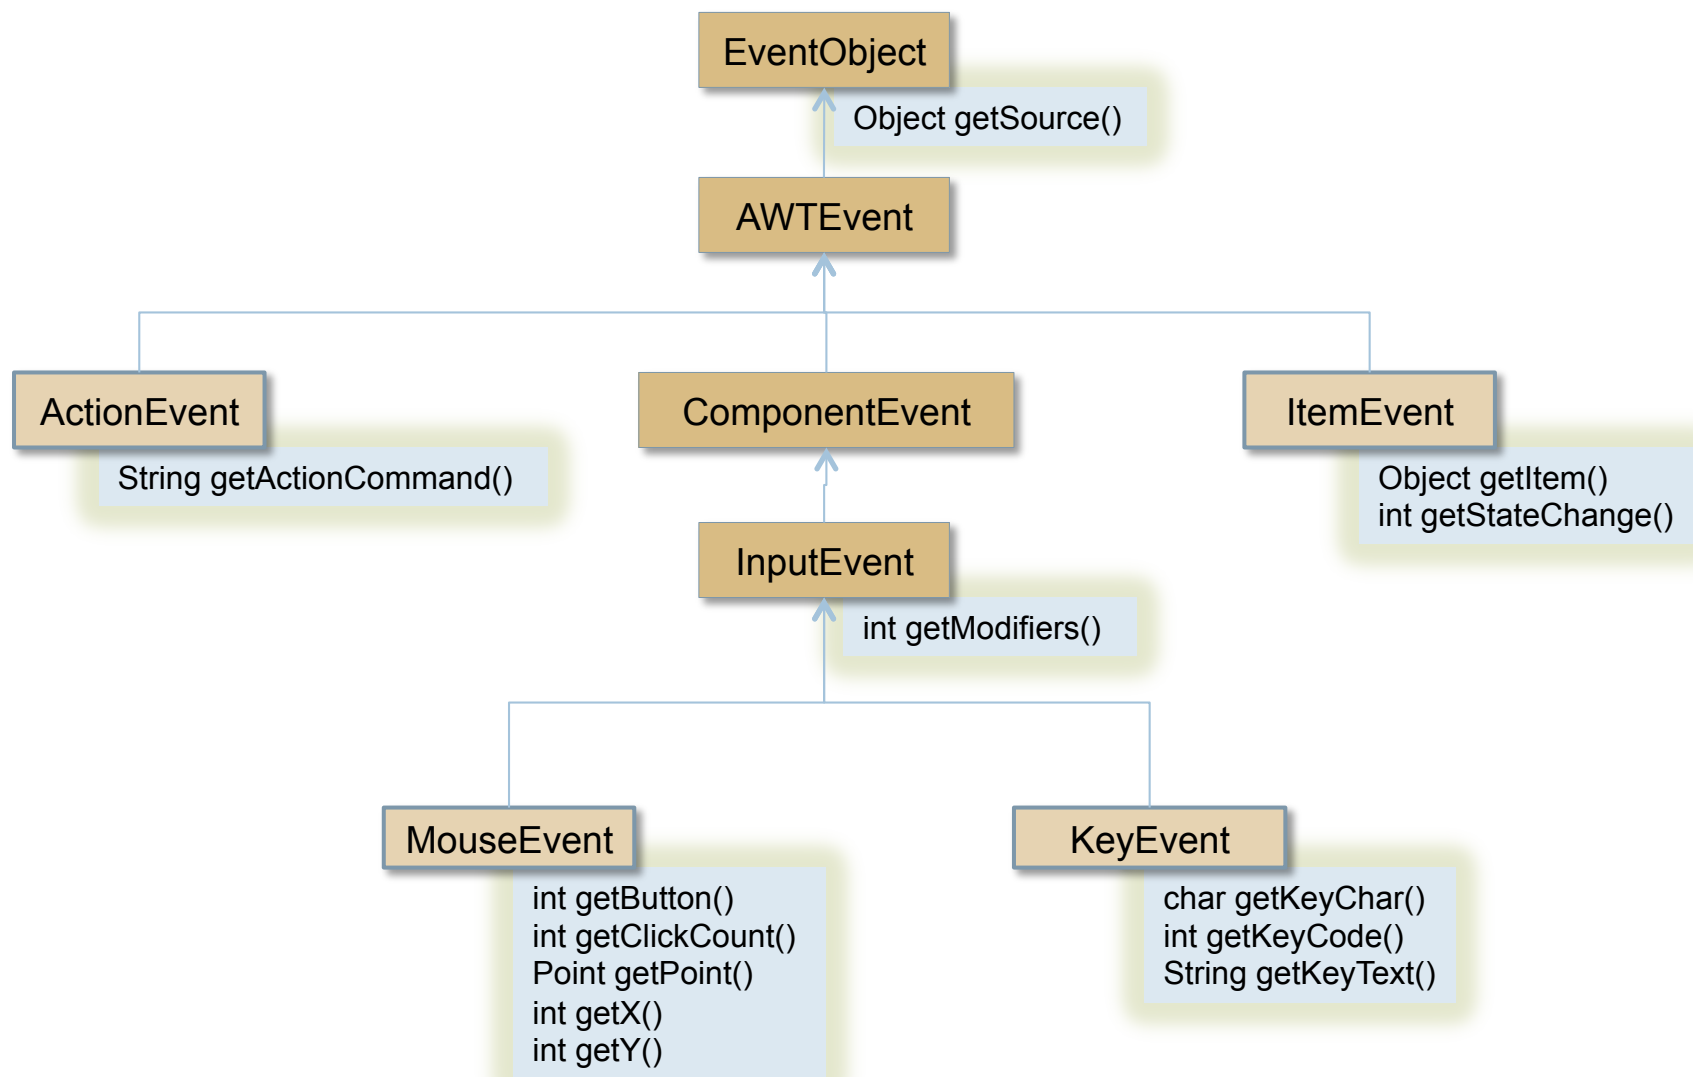 EventObject
Object getSource()
AWTEvent
ActionEvent
String getActionCommand()
ComponentEvent
ItemEvent
Object getItem()
int getStateChange()
InputEvent
int getModifiers()
MouseEvent
int getButton()
int getClickCount()
Point getPoint()
int getX()
int getY()
KeyEvent
char getKeyChar()
int getKeyCode()
String getKeyText()